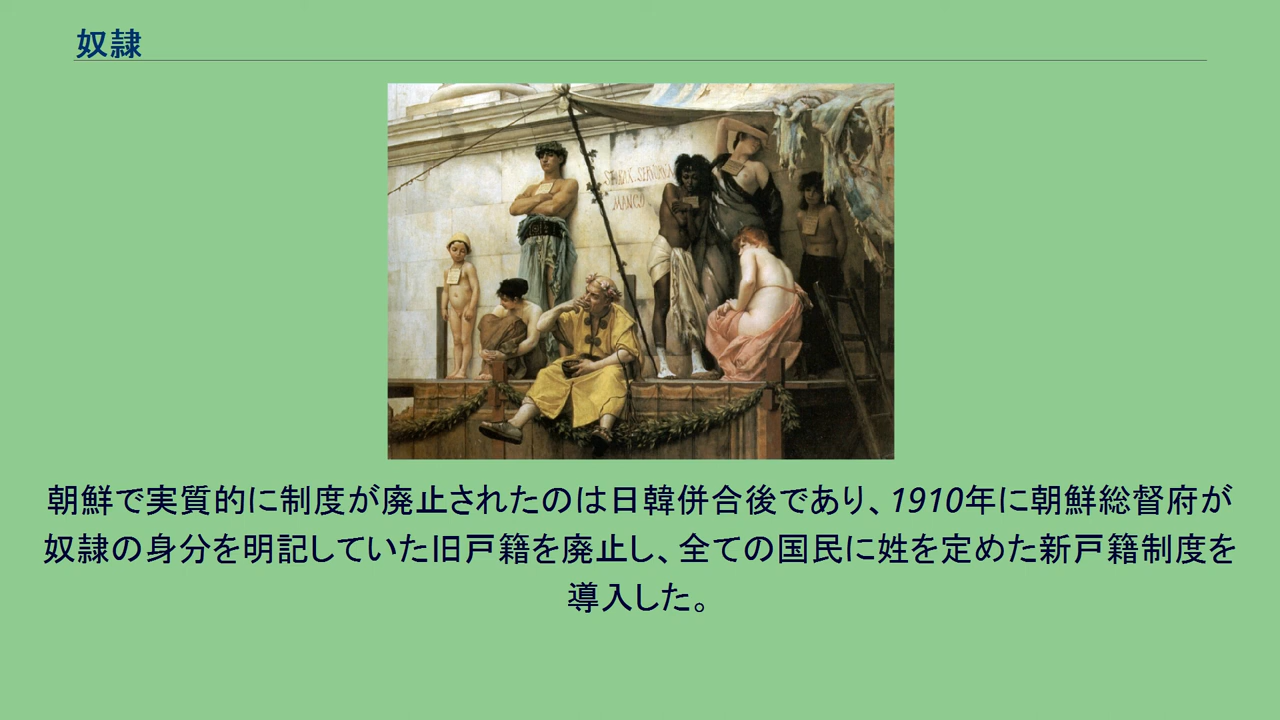 奴隷
朝鮮で実質的に制度が廃止されたのは日韓併合後であり、1910年に朝鮮総督府が
奴隷の身分を明記していた旧戸籍を廃止し、全ての国民に姓を定めた新戸籍制度を
導入した。